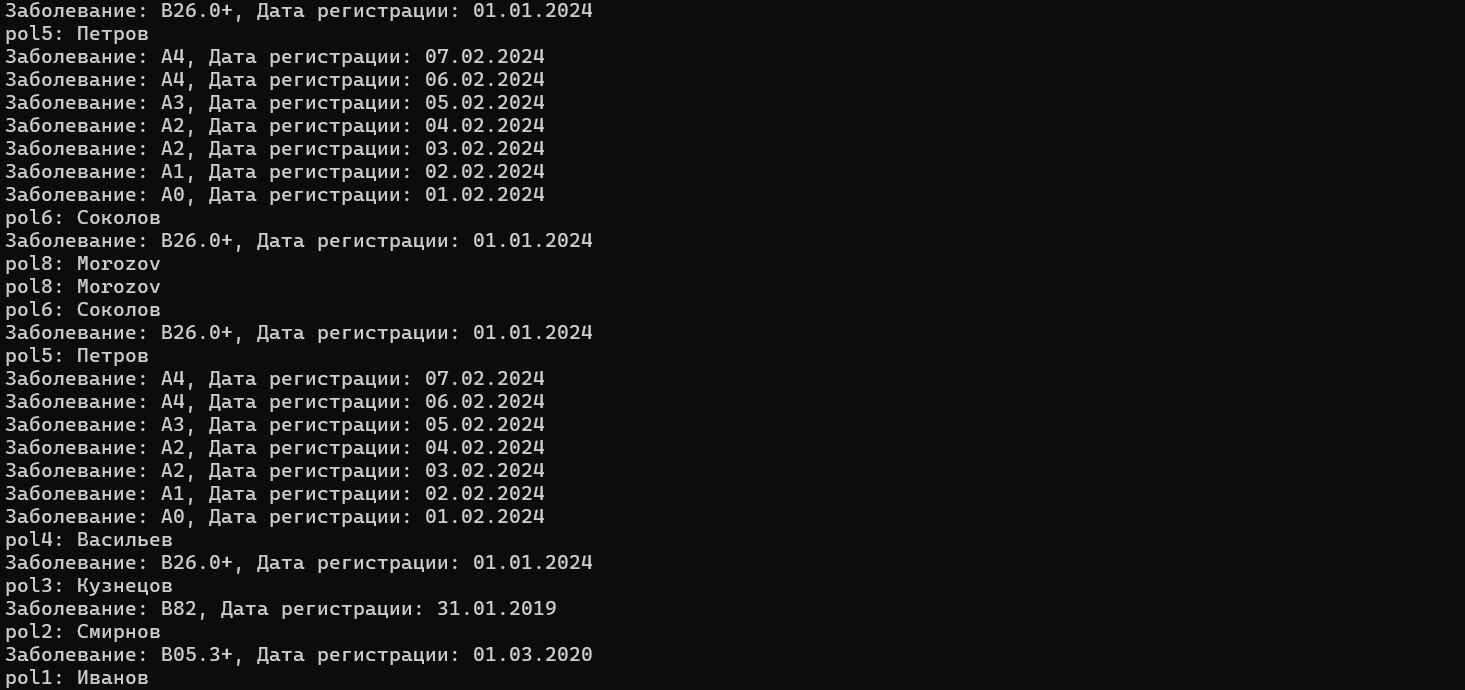 Заболевание: B26.0+, Дата регистрации: 01.01.2024
pol5: Петров
Заболевание: A4, Дата регистрации: 07.02.2024
Заболевание: A4, Дата регистрации: 06.02.2024
Заболевание: A3, Дата регистрации: 05.02.2024
Заболевание: A2, Дата регистрации: 04.02.2024
Заболевание: A2, Дата регистрации: 03.02.2024
Заболевание: A1, Дата регистрации: 02.02.2024
Заболевание: A0, Дата регистрации: 01.02.2024
pol6: Соколов
Заболевание: B26.0+, Дата регистрации: 01.01.2024
pol8: Morozov
pol8: Morozov
pol6: Соколов
Заболевание: B26.0+, Дата регистрации: 01.01.2024
pol5: Петров
Заболевание: A4, Дата регистрации: 07.02.2024
Заболевание: A4, Дата регистрации: 06.02.2024
Заболевание: A3, Дата регистрации: 05.02.2024
Заболевание: A2, Дата регистрации: 04.02.2024
Заболевание: A2, Дата регистрации: 03.02.2024
Заболевание: A1, Дата регистрации: 02.02.2024
Заболевание: A0, Дата регистрации: 01.02.2024
pol4: Васильев
Заболевание: B26.0+, Дата регистрации: 01.01.2024
pol3: Кузнецов
Заболевание: B82, Дата регистрации: 31.01.2019
pol2: Смирнов
Заболевание: B05.3+, Дата регистрации: 01.03.2020
pol1: Иванов